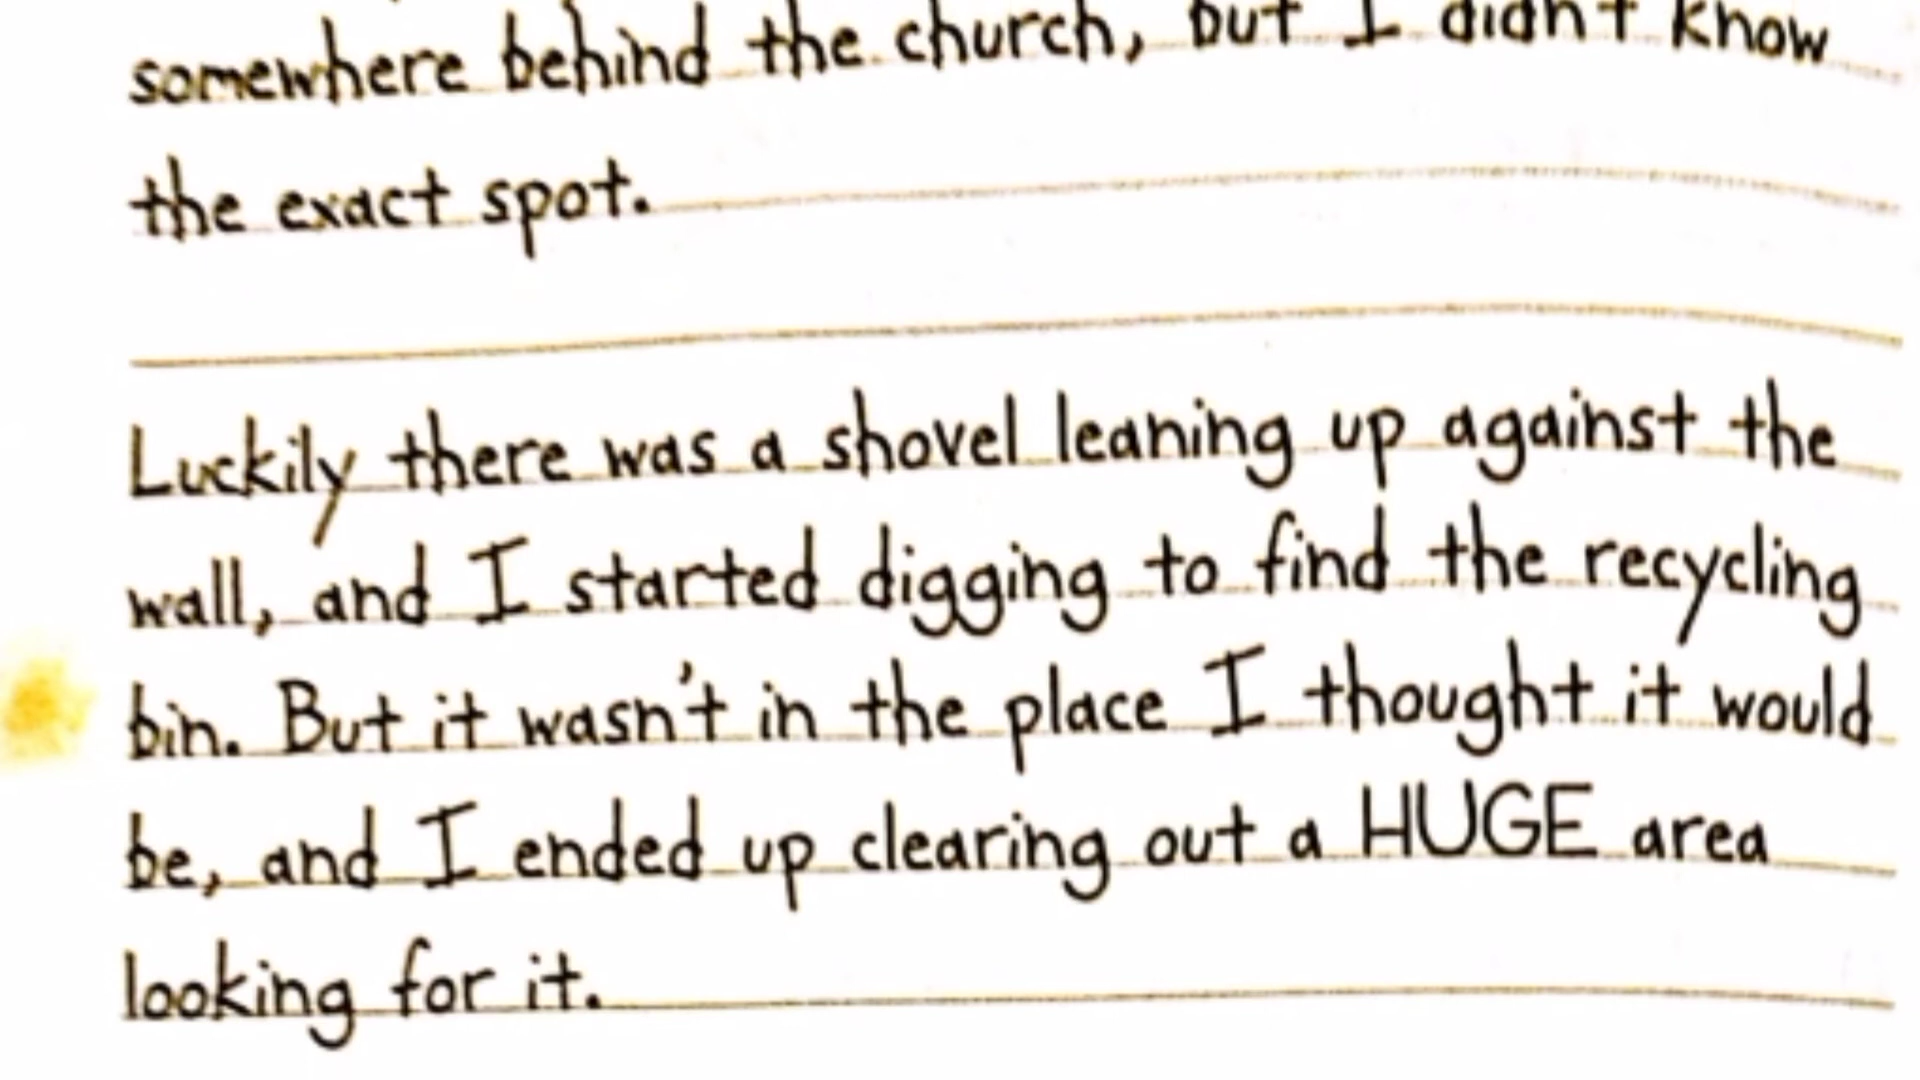 somewhere behind the church, but I didn't know
the exact spot.
Luckily there was a shovel leaning up against the
wall, and I started digging to find the recycling
bin. But it wasn't in the place I thought it would
be, and I ended up clearing out a HUGE area
looking for it.